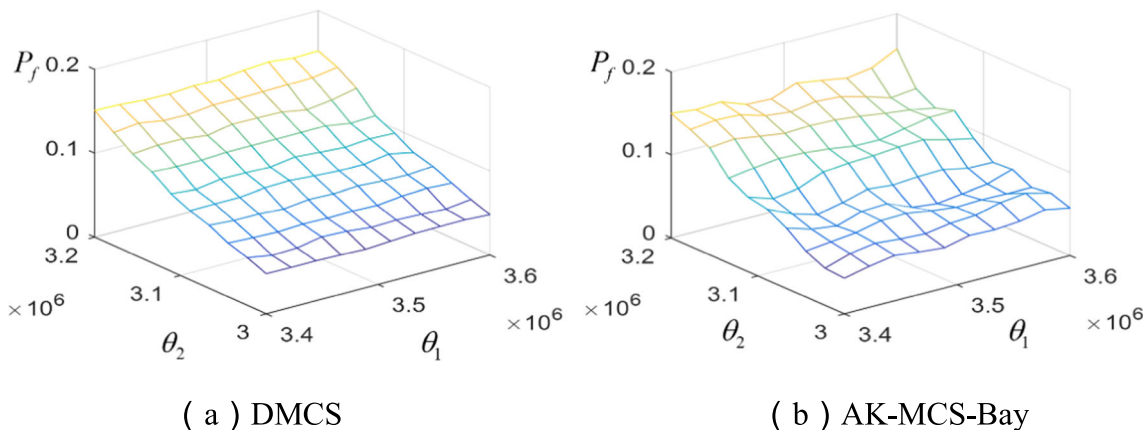 P_f
0.2
0.1
0
3.2
3.1
3
× 10^6
θ_2
3.4
3.5
3.6
× 10^6
θ_1
( a ) DMCS
P_f
0.2
0.1
0
3.2
3.1
3
× 10^6
θ_2
3.4
3.5
3.6
× 10^6
θ_1
( b ) AK-MCS-Bay